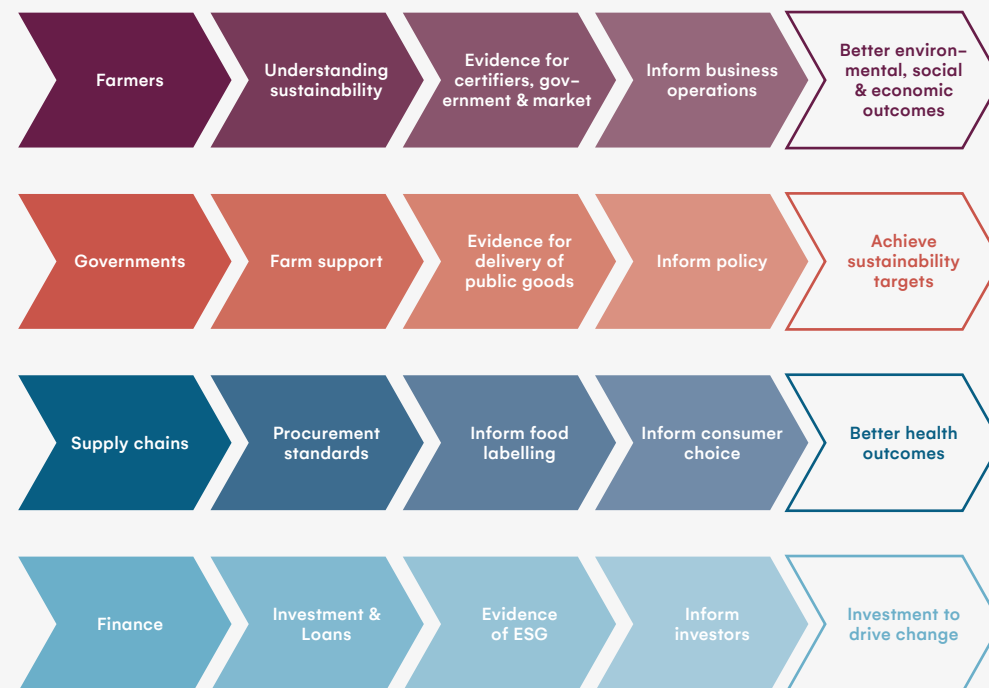 Farmers
Understanding
sustainability
Evidence for
certifiers, gov-
ernment & market
Inform business
operations
Better environ-
mental, social
& economic
outcomes
Governments
Farm support
Evidence for
delivery of
public goods
Inform policy
Achieve
sustainability
targets
Supply chains
Procurement
standards
Inform food
labelling
Inform consumer
choice
Better health
outcomes
Finance
Investment &
Loans
Evidence
of ESG
Inform
investors
Investment to
drive change